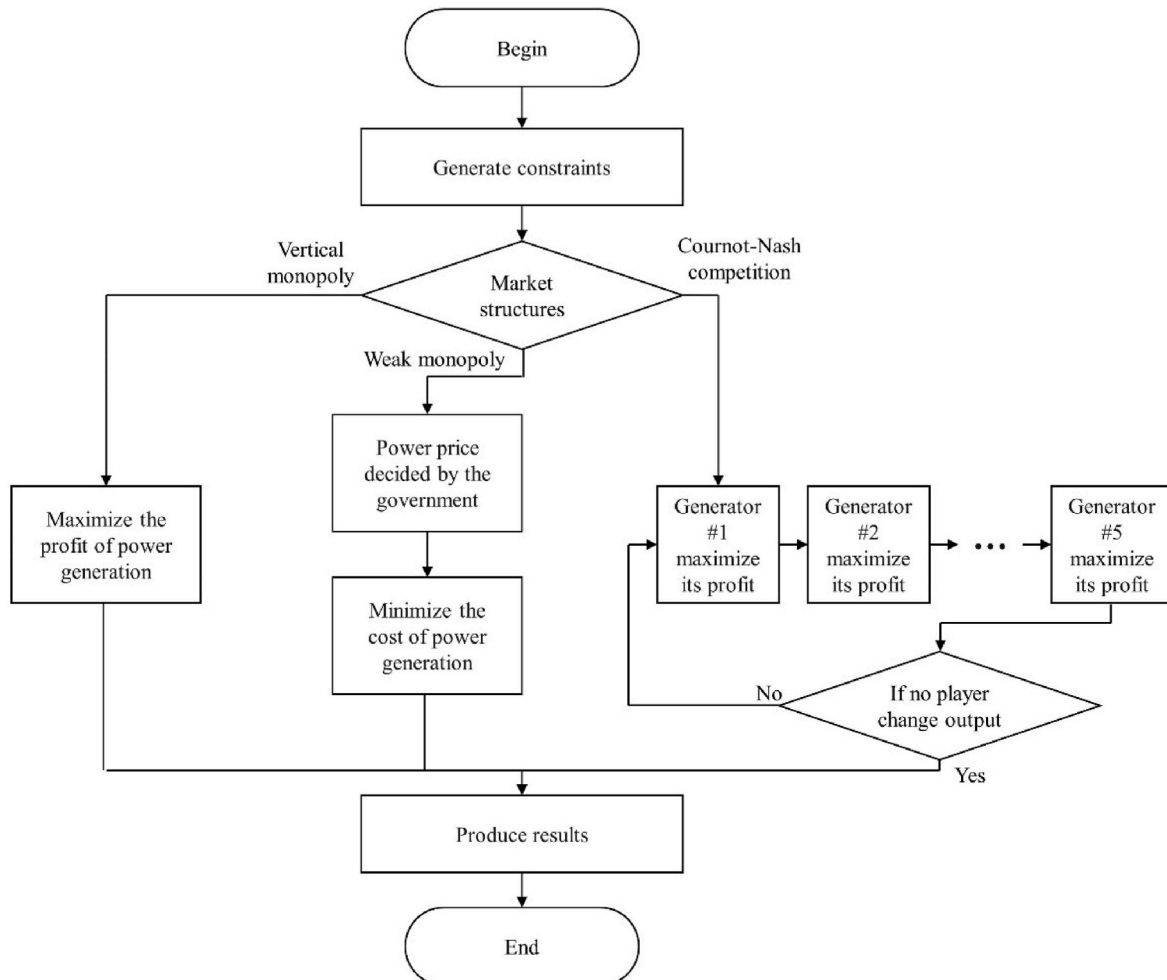 Begin
Generate constraints
Vertical
monopoly
Cournot-Nash
competition
Market
structures
Weak monopoly
Power price
decided by the
government
Maximize the
profit of power
generation
Generator
#1
maximize
its profit
Generator
#2
maximize
its profit
•••
Generator
#5
maximize
its profit
Minimize the
cost of power
generation
No
If no player
change output
Yes
Produce results
End